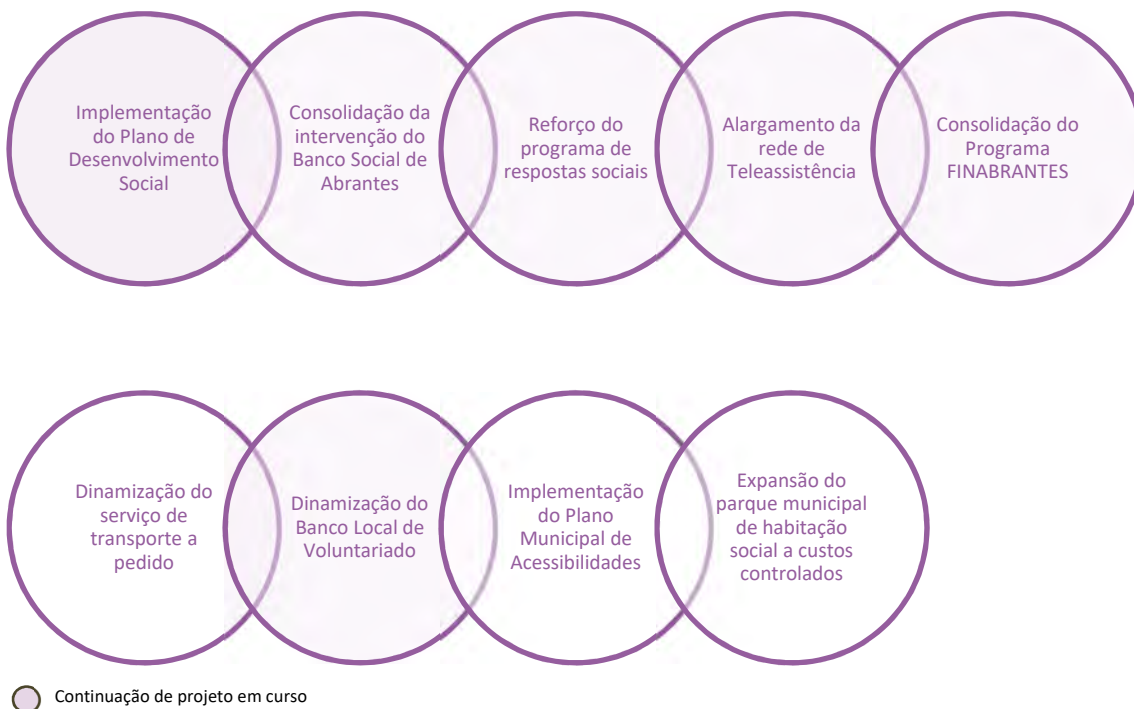 Implementação
do Plano de
Desenvolvimento
Social
Consolidação da
intervenção do
Banco Social de
Abrantes
Reforço do
programa de
respostas sociais
Alargamento da
rede de
Teleassistência
Consolidação do
Programa
FINABRANTES
Dinamização do
serviço de
transporte a
pedido
Dinamização do
Banco Local de
Voluntariado
Implementação
do Plano
Municipal de
Acessibilidades
Expansão do
parque municipal
de habitação
social a custos
controlados
Continuação de projeto em curso